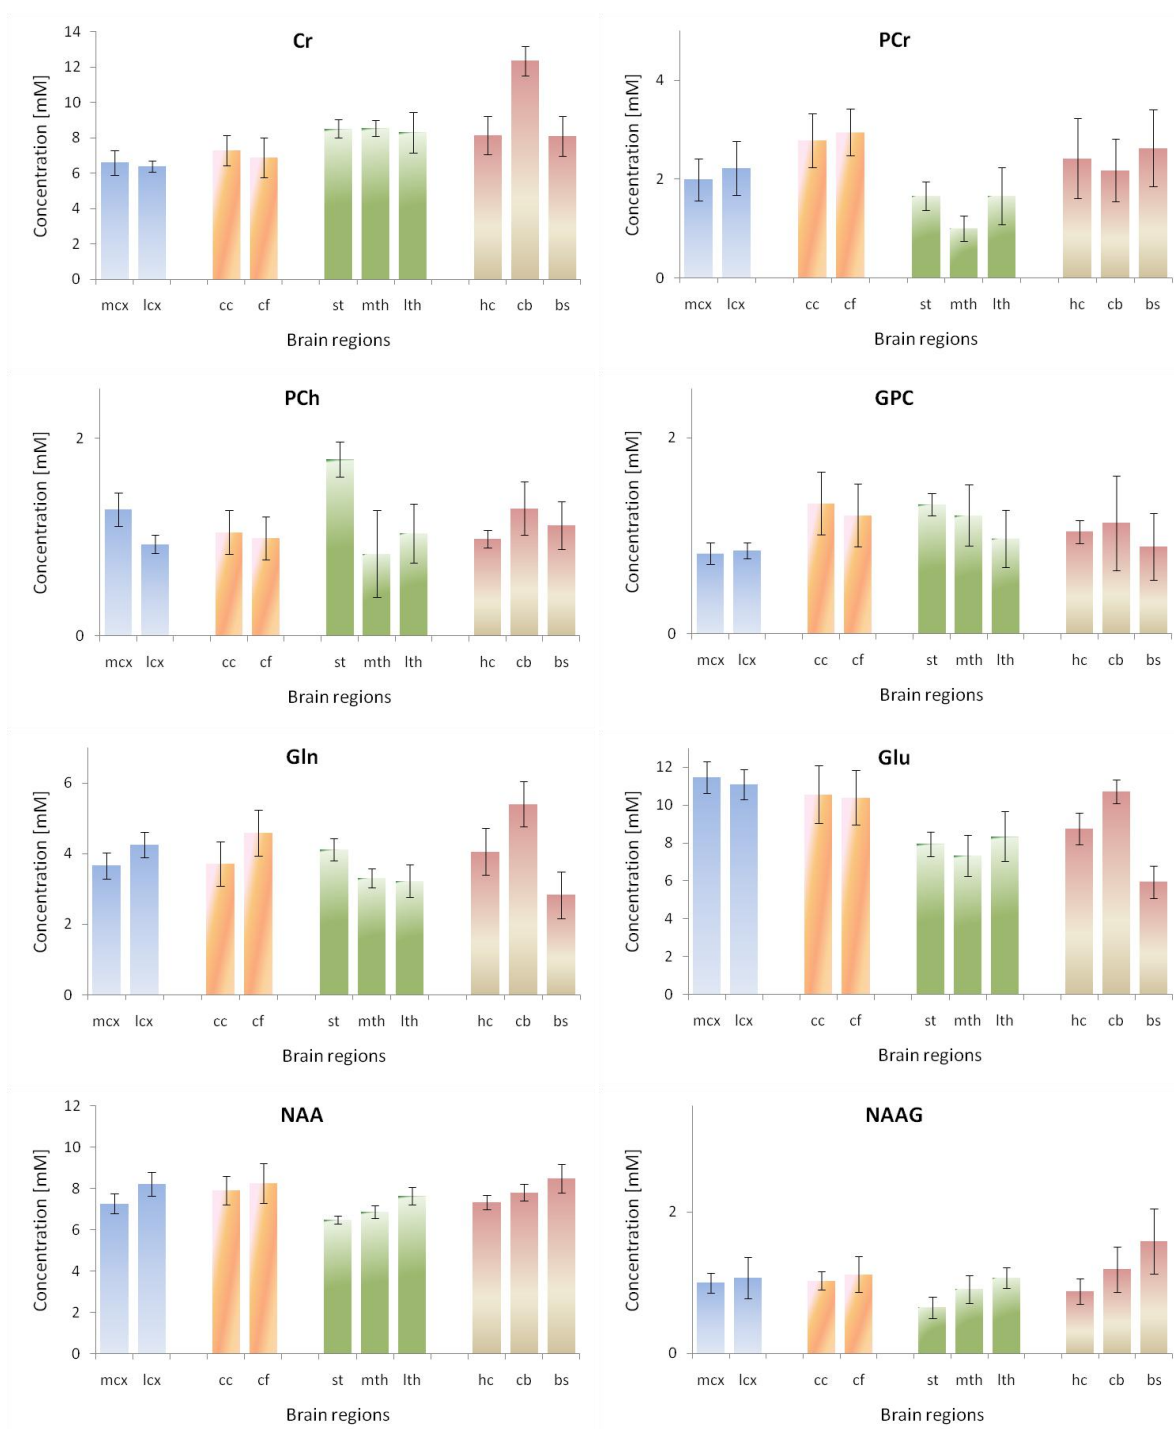 Cr
Concentration [mM]
14
12
10
8
6
4
2
0
mcx lcx cc cf st mth lth hc cb bs
Brain regions
PCr
Concentration [mM]
4
2
0
mcx lcx cc cf st mth lth hc cb bs
Brain regions
PCh
Concentration [mM]
2
0
mcx lcx cc cf st mth lth hc cb bs
Brain regions
GPC
Concentration [mM]
2
0
mcx lcx cc cf st mth lth hc cb bs
Brain regions
Gln
Concentration [mM]
6
4
2
0
mcx lcx cc cf st mth lth hc cb bs
Brain regions
Glu
Concentration [mM]
12
10
8
6
4
2
0
mcx lcx cc cf st mth lth hc cb bs
Brain regions
NAA
Concentration [mM]
12
10
8
6
4
2
0
mcx lcx cc cf st mth lth hc cb bs
Brain regions
NAAG
Concentration [mM]
2
0
mcx lcx cc cf st mth lth hc cb bs
Brain regions